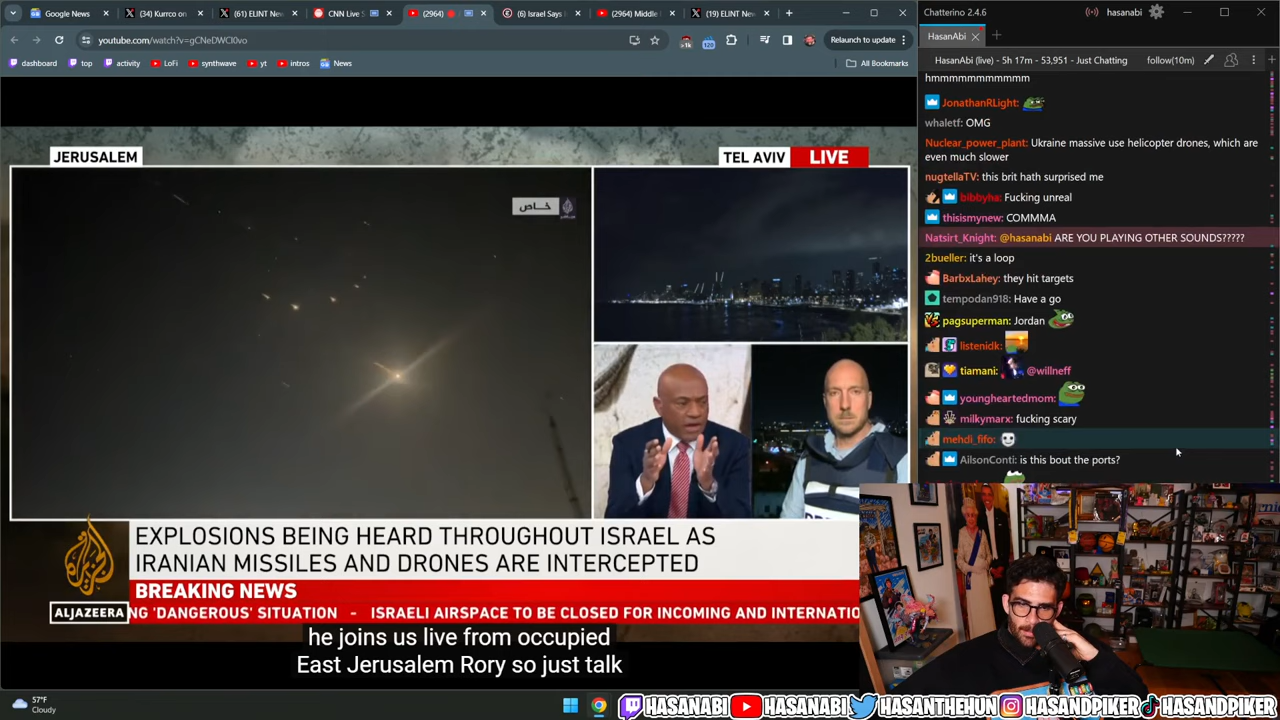 Google News
(34) Kurrco on
(61) ELINT New
CNN Live S
(2964)
(6) Israel Says
(2964) Middle
(19) ELINT New
youtube.com/watch?v=gCNeDWCl0vo
>1k
120
Relaunch to update
dashboard
top
activity
LoFi
synthwave
yt
intros
News
All Bookmarks
JERUSALEM
TEL AVIV
LIVE
خاص
EXPLOSIONS BEING HEARD THROUGHOUT ISRAEL AS
IRANIAN MISSILES AND DRONES ARE INTERCEPTED
BREAKING NEWS
ALJAZEERA
NG 'DANGEROUS' SITUATION - ISRAELI AIRSPACE TO BE CLOSED FOR INCOMING AND INTERNATIO
he joins us live from occupied
East Jerusalem Rory so just talk
57°F
Cloudy
Chatterino 2.4.6
hasanabi
HasanAbi
HasanAbi (live) - 5h 17m - 53,951 - Just Chatting
follow(10m)
hmmmmmmmmmmm
JonathanRLight:
whaletf: OMG
Nuclear_power_plant: Ukraine massive use helicopter drones, which are
even much slower
nugtellaTV: this brit hath surprised me
bibbyha: Fucking unreal
thisismynew: COMMMA
Natsirt_Knight: @hasanabi ARE YOU PLAYING OTHER SOUNDS?????
2bueller: it's a loop
BarbxLahey: they hit targets
tempodan918: Have a go
pagsuperman: Jordan
listenidk:
tiamani: @willneff
youngheartedmom:
milkymarx: fucking scary
mehdi_fifo:
AilsonConti: is this bout the ports?
HASANABI
HASANABI
HASANTHEHUN
HASANDPIKER
HASANDPIKER